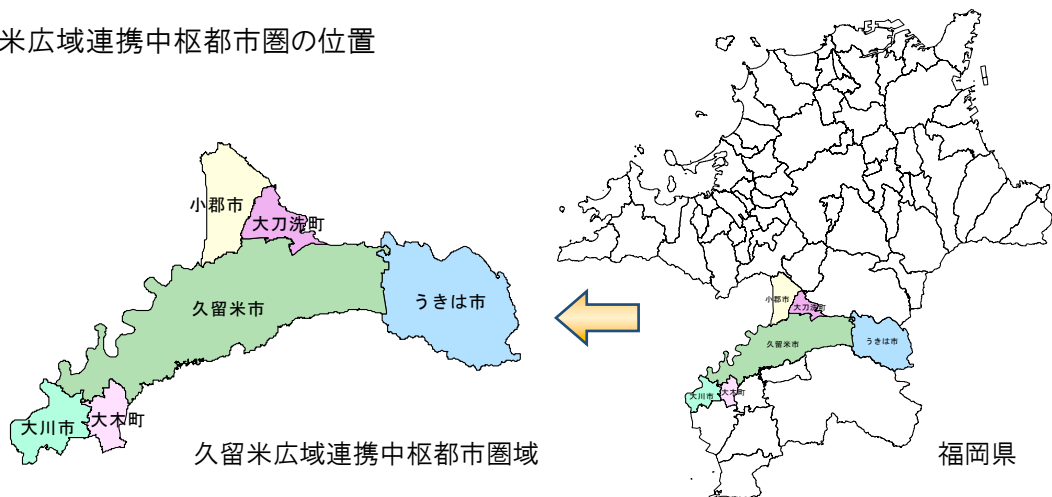 米広域連携中枢都市圏の位置
小郡市
大刀洗町
久留米市
うきは市
大川市
大木町
久留米広域連携中枢都市圏域
小郡市
大刀洗町
久留米市
うきは市
大川市
大木町
福岡県